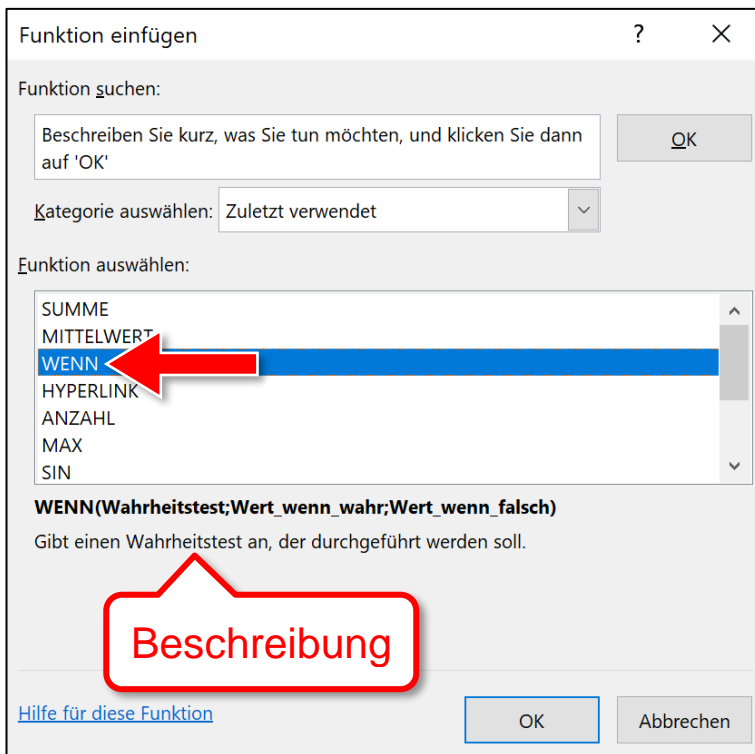 Funktion einfügen ? ×
Funktion suchen:
Beschreiben Sie kurz, was Sie tun möchten, und klicken Sie dann
auf 'OK'
OK
Kategorie auswählen: Zuletzt verwendet
Funktion auswählen:
SUMME
MITTELWERT
WENN
HYPERLINK
ANZAHL
MAX
SIN
WENN(Wahrheitstest;Wert_wenn_wahr;Wert_wenn_falsch)
Gibt einen Wahrheitstest an, der durchgeführt werden soll.
Beschreibung
Hilfe für diese Funktion
OK
Abbrechen